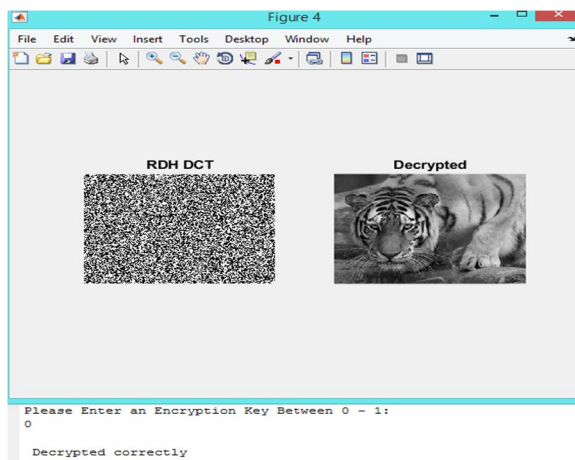 Figure 4
File Edit View Insert Tools Desktop Window Help
RDH DCT
Decrypted
Please Enter an Encryption Key Between 0 - 1:
0
Decrypted correctly